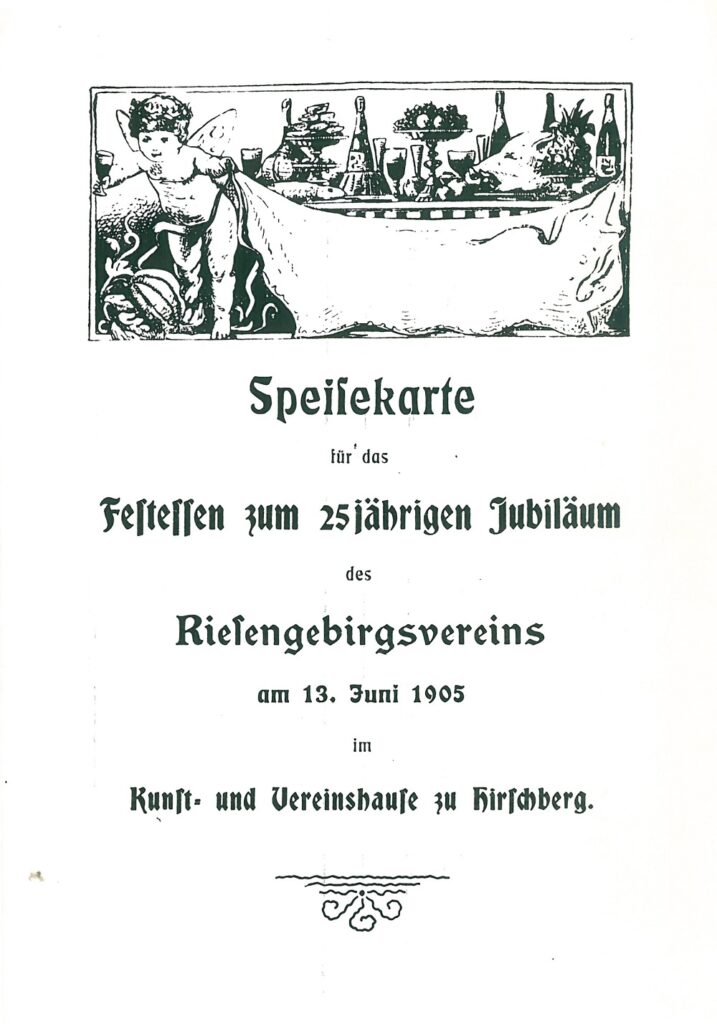 Speiſekarte
für das
Feſteſſen zum 25jährigen Jubiläum
des
Rieſengebirgsvereins
am 13. Juni 1905
im
Kunſt- und Vereinshauſe zu Hirſchberg.